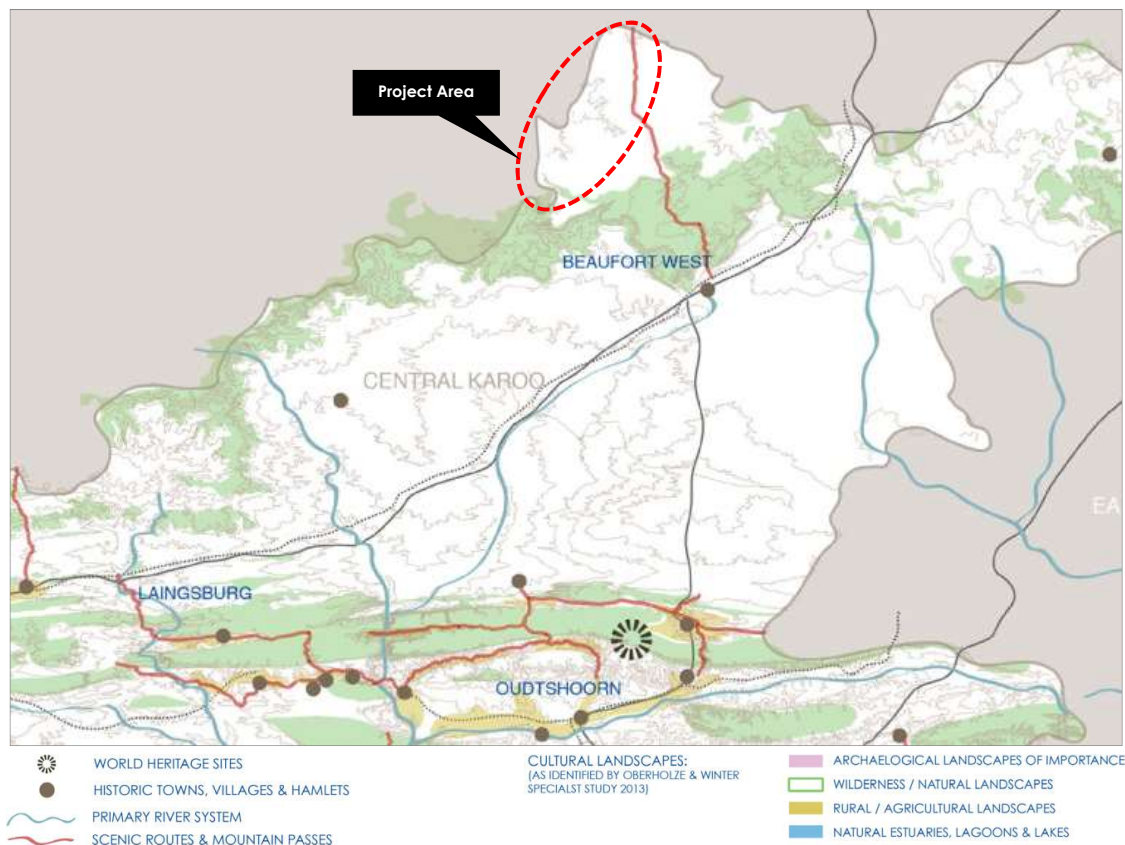 Project Area
BEAUFORT WEST
CENTRAL KAROO
EA
LAINGSBURG
OUDTSHOORN
WORLD HERITAGE SITES
HISTORIC TOWNS, VILLAGES & HAMLETS
PRIMARY RIVER SYSTEM
SCENIC ROUTES & MOUNTAIN PASSES
CULTURAL LANDSCAPES:
(AS IDENTIFIED BY OBERHOLZE & WINTER
SPECIALST STUDY 2013)
ARCHAELOGICAL LANDSCAPES OF IMPORTANCE
WILDERNESS / NATURAL LANDSCAPES
RURAL / AGRICULTURAL LANDSCAPES
NATURAL ESTUARIES, LAGOONS & LAKES